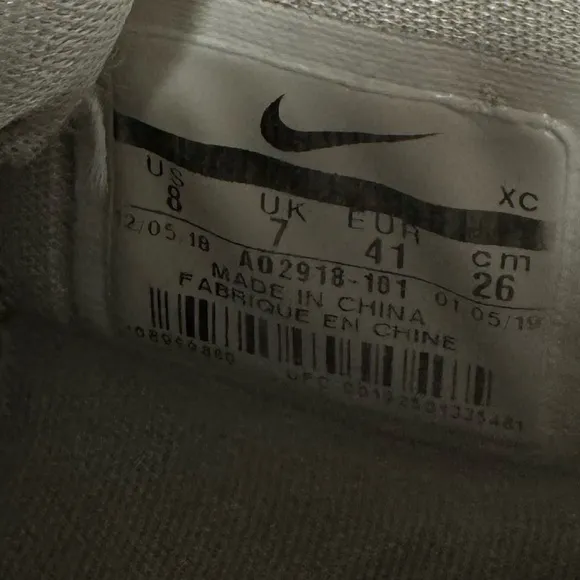 XC
US UK EUR cm
8 7 41 26
12/05.18 AQ2918-101 01/05/19
MADE IN CHINA
FABRIQUE EN CHINE